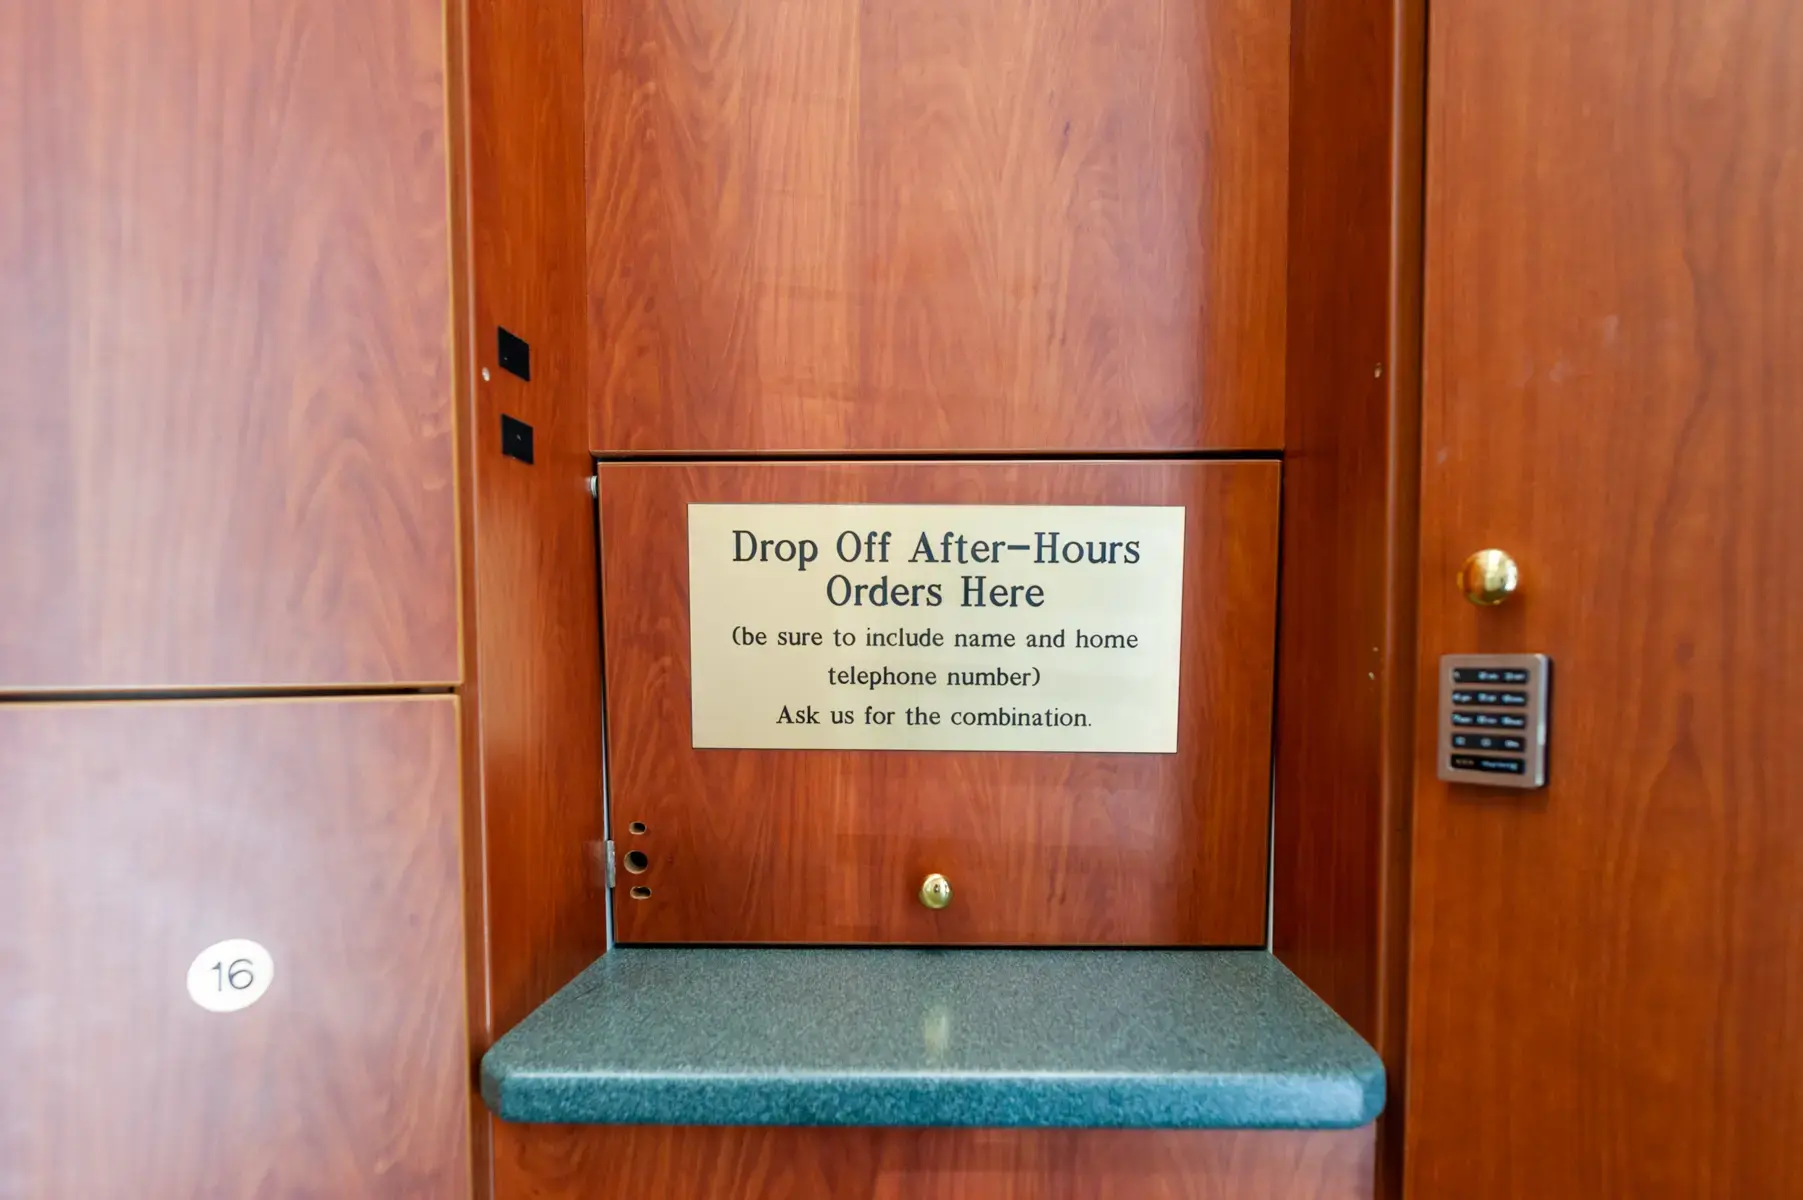 Drop Off After-Hours
Orders Here
(be sure to include name and home
telephone number)
Ask us for the combination.
16